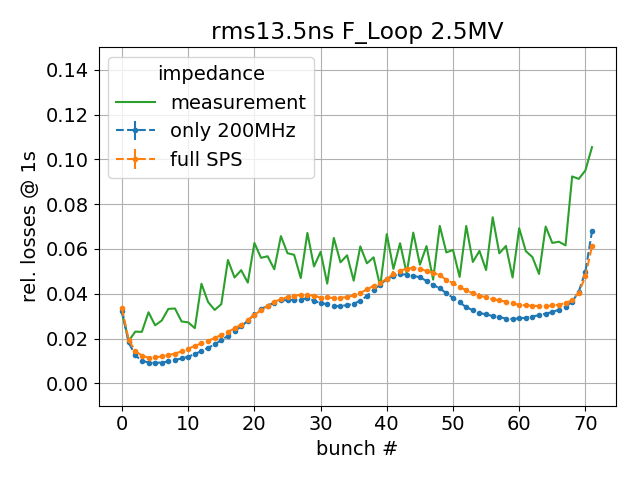 rms13.5ns F_Loop 2.5MV
impedance
measurement
only 200MHz
full SPS
rel. losses @ 1s
0.14
0.12
0.10
0.08
0.06
0.04
0.02
0.00
0 10 20 30 40 50 60 70
bunch #